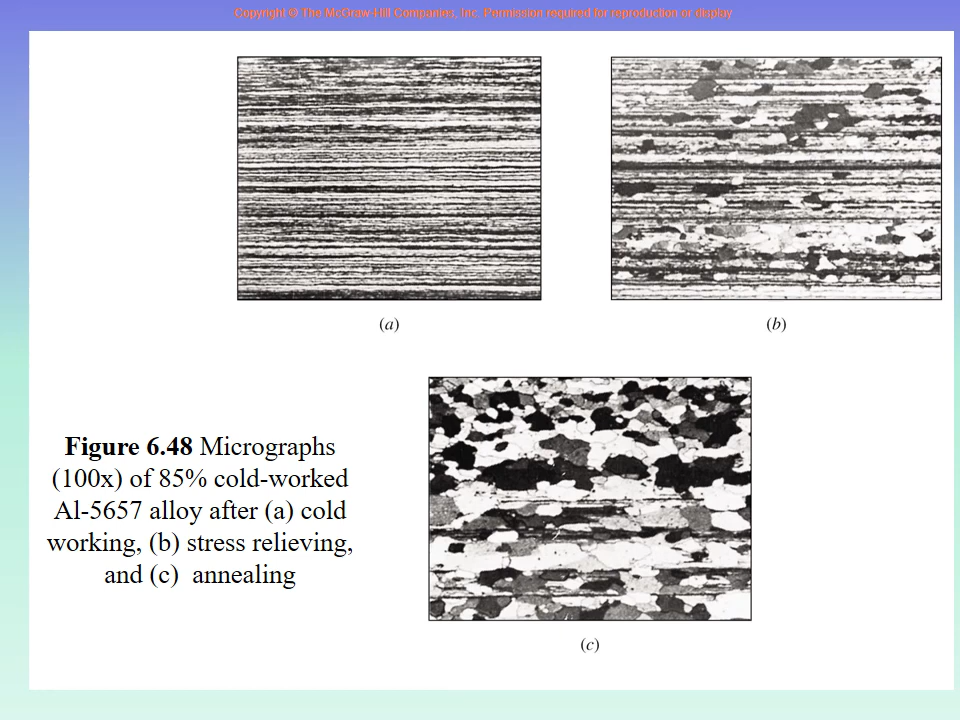 Copyright © The McGraw-Hill Companies, Inc. Permission required for reproduction or display
(a)
(b)
Figure 6.48 Micrographs
(100x) of 85% cold-worked
Al-5657 alloy after (a) cold
working, (b) stress relieving,
and (c) annealing
(c)